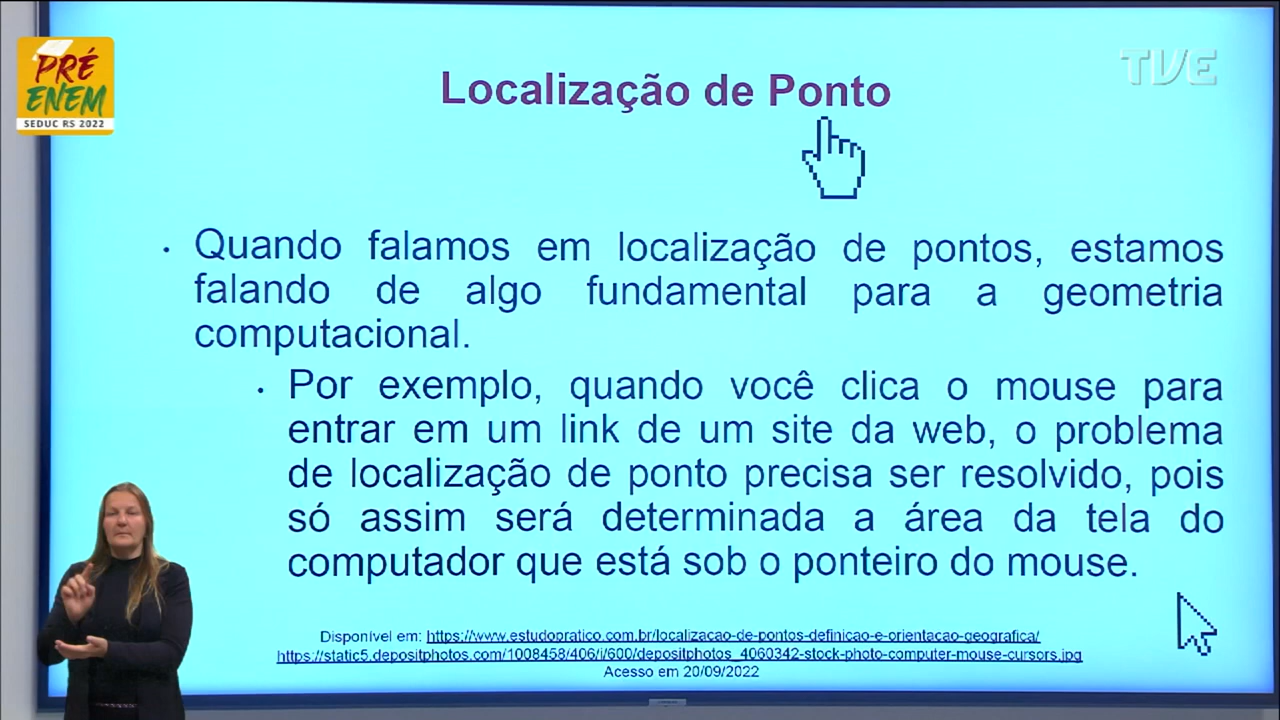 PRÉ
ENEM
SEDUC RS 2022
TVE
Localização de Ponto
• Quando falamos em localização de pontos, estamos
falando de algo fundamental para a geometria
computacional.
• Por exemplo, quando você clica o mouse para
entrar em um link de um site da web, o problema
de localização de ponto precisa ser resolvido, pois
só assim será determinada a área da tela do
computador que está sob o ponteiro do mouse.
Disponível em: https://www.estudopratico.com.br/localizacao-de-pontos-definicao-e-orientacao-geografica/
https://static5.depositphotos.com/1008458/406/i/600/depositphotos_4060342-stock-photo-computer-mouse-cursors.jpg
Acesso em 20/09/2022